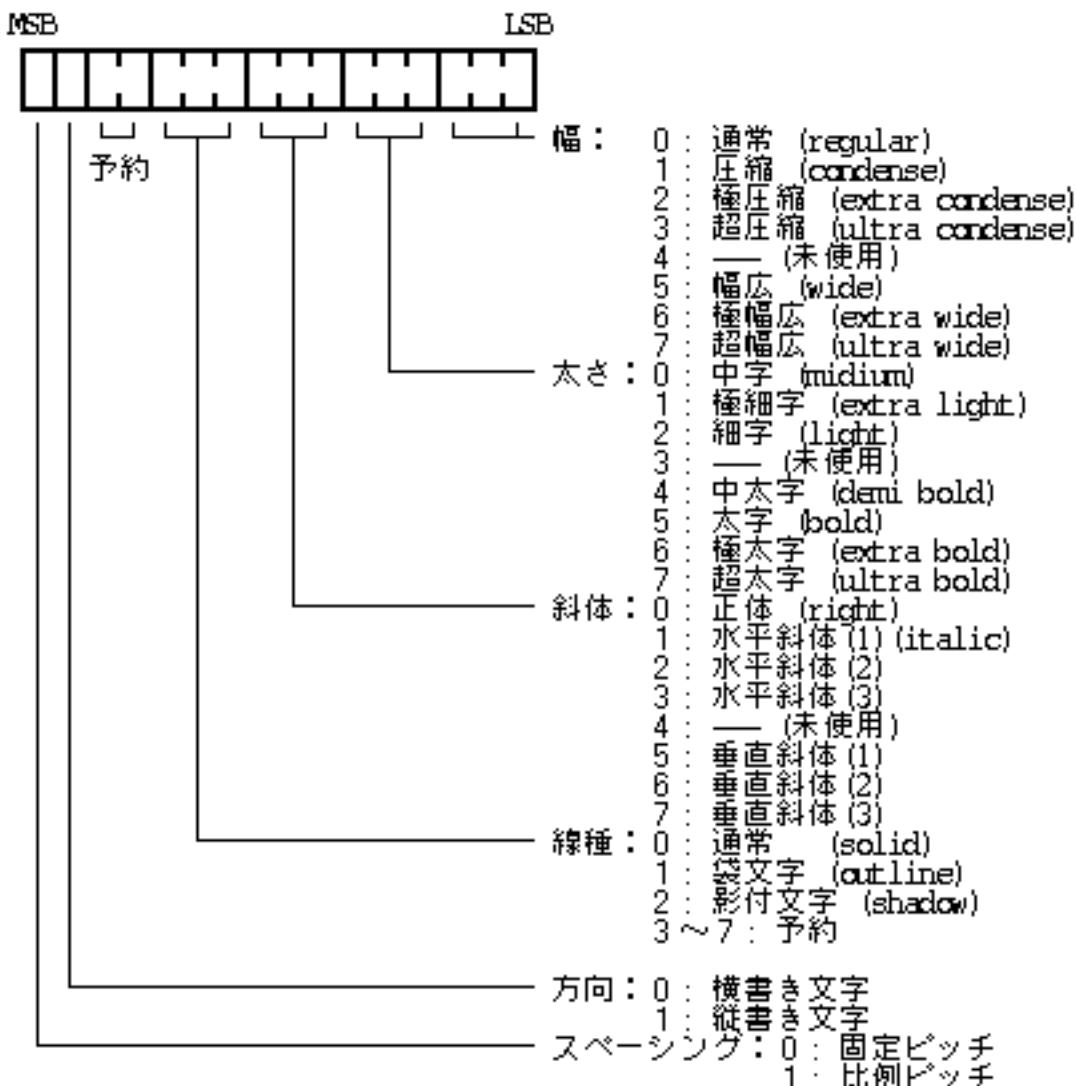 MSB LSB
幅： 0 : 通常 (regular)
予約 1 : 圧縮 (condense)
2 : 極圧縮 (extra condense)
3 : 超圧縮 (ultra condense)
4 : —— (未使用)
5 : 幅広 (wide)
6 : 極幅広 (extra wide)
7 : 超幅広 (ultra wide)
太さ：0 : 中字 (midium)
1 : 極細字 (extra light)
2 : 細字 (light)
3 : —— (未使用)
4 : 中太字 (demi bold)
5 : 太字 (bold)
6 : 極太字 (extra bold)
7 : 超太字 (ultra bold)
斜体：0 : 正体 (right)
1 : 水平斜体(1) (italic)
2 : 水平斜体(2)
3 : 水平斜体(3)
4 : —— (未使用)
5 : 垂直斜体(1)
6 : 垂直斜体(2)
7 : 垂直斜体(3)
線種：0 : 通常 (solid)
1 : 袋文字 (outline)
2 : 影付文字 (shadow)
3～7 : 予約
方向：0 : 横書き文字
1 : 縦書き文字
スペーシング：0 : 固定ピッチ
1 : 比例ピッチ